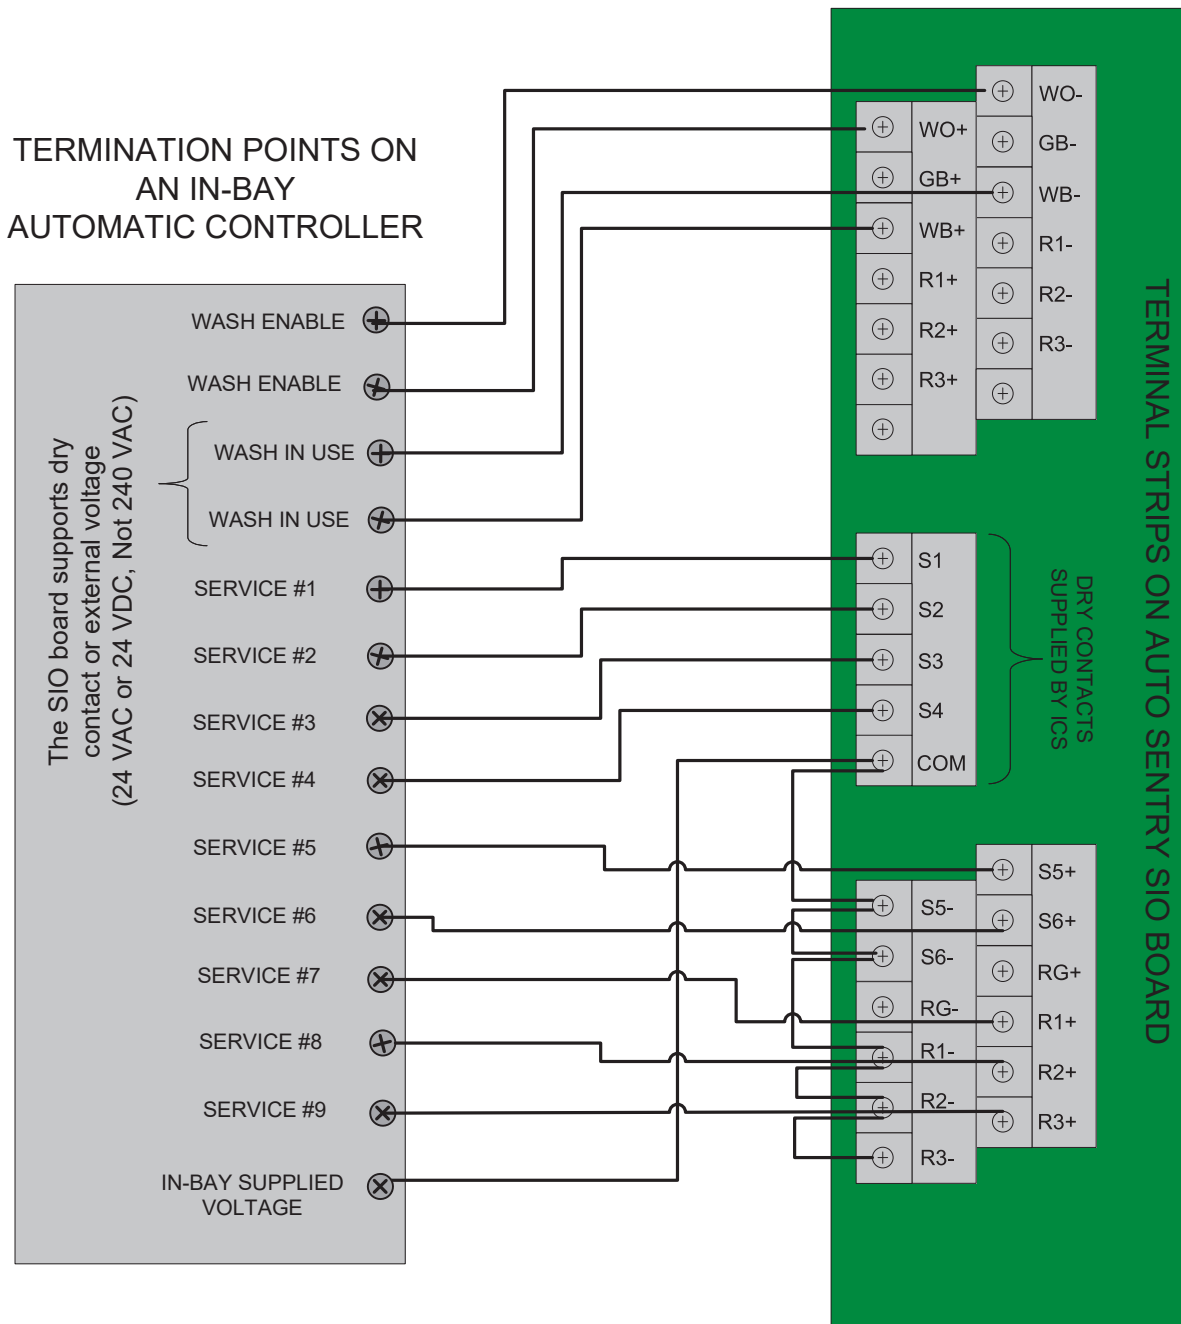 TERMINATION POINTS ON
AN IN-BAY
AUTOMATIC CONTROLLER
WASH ENABLE
WASH ENABLE
WASH IN USE
WASH IN USE
SERVICE #1
SERVICE #2
SERVICE #3
SERVICE #4
SERVICE #5
SERVICE #6
SERVICE #7
SERVICE #8
SERVICE #9
IN-BAY SUPPLIED
VOLTAGE
The SIO board supports dry
contact or external voltage
(24 VAC or 24 VDC, Not 240 VAC)
WO+
GB+
WB+
R1+
R2+
R3+
WO-
GB-
WB-
R1-
R2-
R3-
S1
S2
S3
S4
COM
DRY CONTACTS
SUPPLIED BY ICS
S5-
S6-
RG-
R1-
R2-
R3-
S5+
S6+
RG+
R1+
R2+
R3+
TERMINAL STRIPS ON AUTO SENTRY SIO BOARD